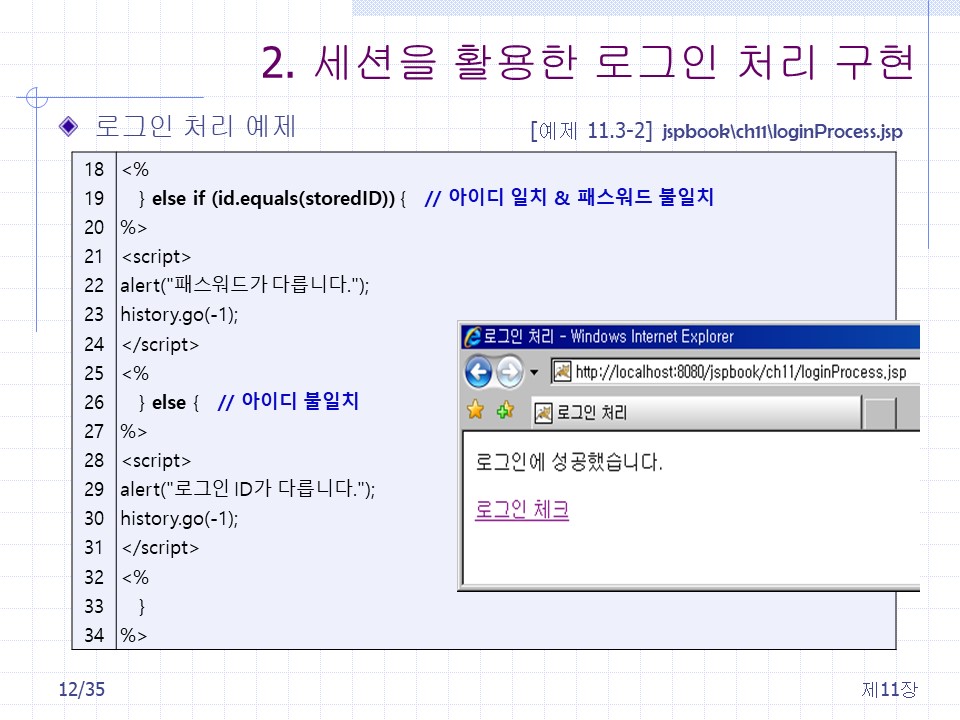 2. 세션을 활용한 로그인 처리 구현
로그인 처리 예제
[예제 11.3-2] jspbook\ch11\loginProcess.jsp
18 <%
19 } else if (id.equals(storedID)) { // 아이디 일치 & 패스워드 불일치
20 %>
21 <script>
22 alert("패스워드가 다릅니다.");
23 history.go(-1);
24 </script>
25 <%
26 } else { // 아이디 불일치
27 %>
28 <script>
29 alert("로그인 ID가 다릅니다.");
30 history.go(-1);
31 </script>
32 <%
33 }
34 %>
로그인 처리 - Windows Internet Explorer
http://localhost:8080/jspbook/ch11/loginProcess.jsp
로그인 처리
로그인에 성공했습니다.
로그인 체크
12/35
제11장